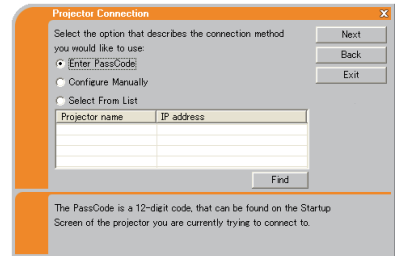 Projector Connection
X
Select the option that describes the connection method
you would like to use:
Enter PassCode
Configure Manually
Select From List
Projector name IP address
Find
Next
Back
Exit
The PassCode is a 12-digit code, that can be found on the Startup
Screen of the projector you are currently trying to connect to.